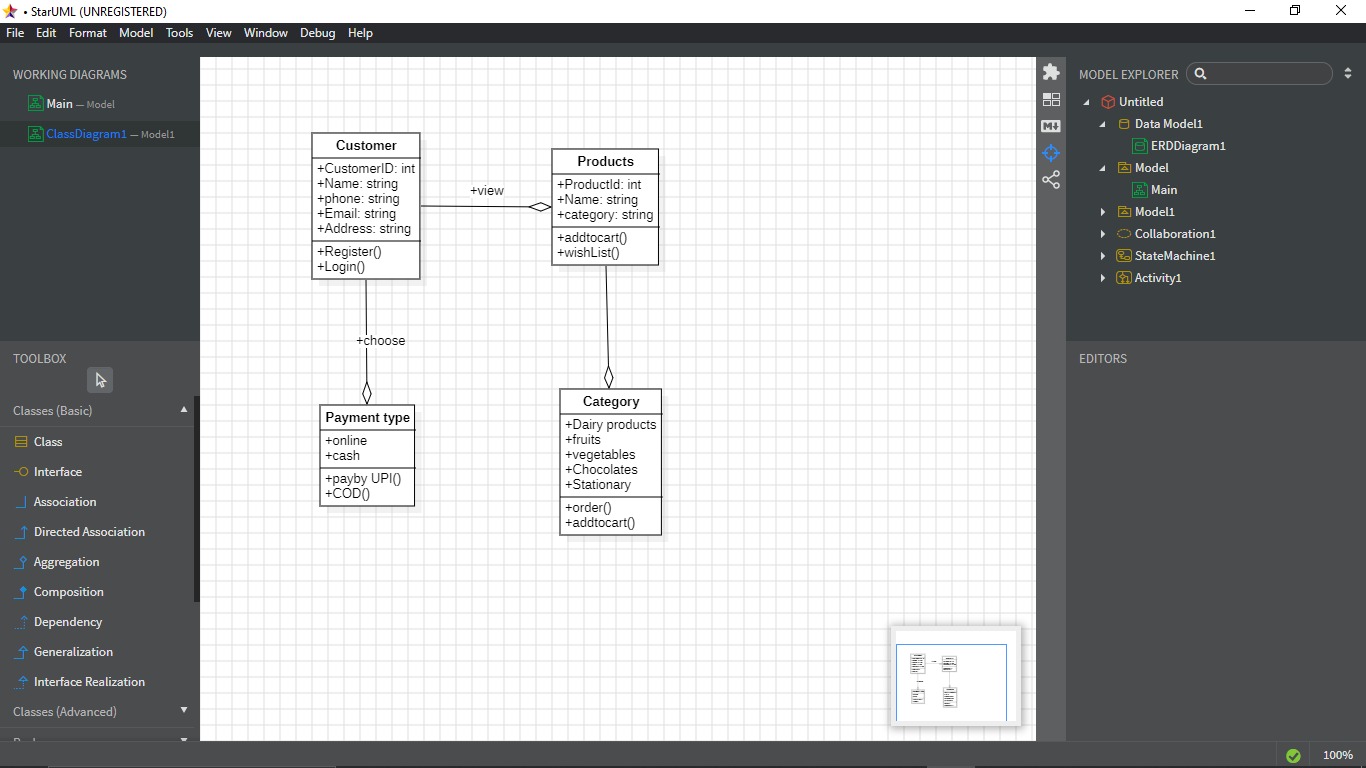 • StarUML (UNREGISTERED)
File Edit Format Model Tools View Window Debug Help
WORKING DIAGRAMS
Main — Model
ClassDiagram1 — Model1
TOOLBOX
Classes (Basic)
Class
Interface
Association
Directed Association
Aggregation
Composition
Dependency
Generalization
Interface Realization
Classes (Advanced)
Customer
+CustomerID: int
+Name: string
+phone: string
+Email: string
+Address: string
+Register()
+Login()
+view
Products
+ProductId: int
+Name: string
+category: string
+addtocart()
+wishList()
+choose
Payment type
+online
+cash
+payby UPI()
+COD()
Category
+Dairy products
+fruits
+vegetables
+Chocolates
+Stationary
+order()
+addtocart()
MODEL EXPLORER
Untitled
Data Model1
ERDDiagram1
Model
Main
Model1
Collaboration1
StateMachine1
Activity1
EDITORS
100%